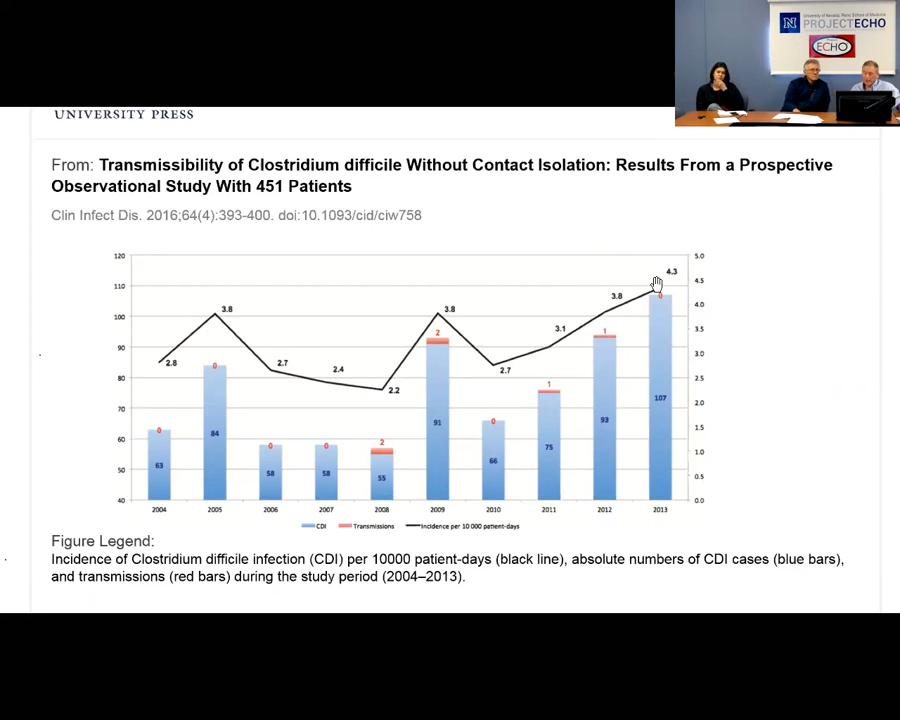 University of Nevada, Reno School of Medicine
N PROJECT ECHO
Project
ECHO
UNIVERSITY PRESS
From: Transmissibility of Clostridium difficile Without Contact Isolation: Results From a Prospective
Observational Study With 451 Patients
Clin Infect Dis. 2016;64(4):393-400. doi:10.1093/cid/ciw758
120 5.0
4.3
110 4.5
3.8 3.8 3.8 0 4.0
100 3.5
2 3.1 1
90 3.0
2.8 0 2.7 2.4 2.2 2.7 1
80 2.5
107
70 2.0
0 84 91 0 75 93
60 1.5
63 0 0 2 66
50 58 58 55 1.0
0.5
40 0.0
2004 2005 2006 2007 2008 2009 2010 2011 2012 2013
CDI Transmissions Incidence per 10 000 patient-days
Figure Legend:
Incidence of Clostridium difficile infection (CDI) per 10000 patient-days (black line), absolute numbers of CDI cases (blue bars),
and transmissions (red bars) during the study period (2004–2013).